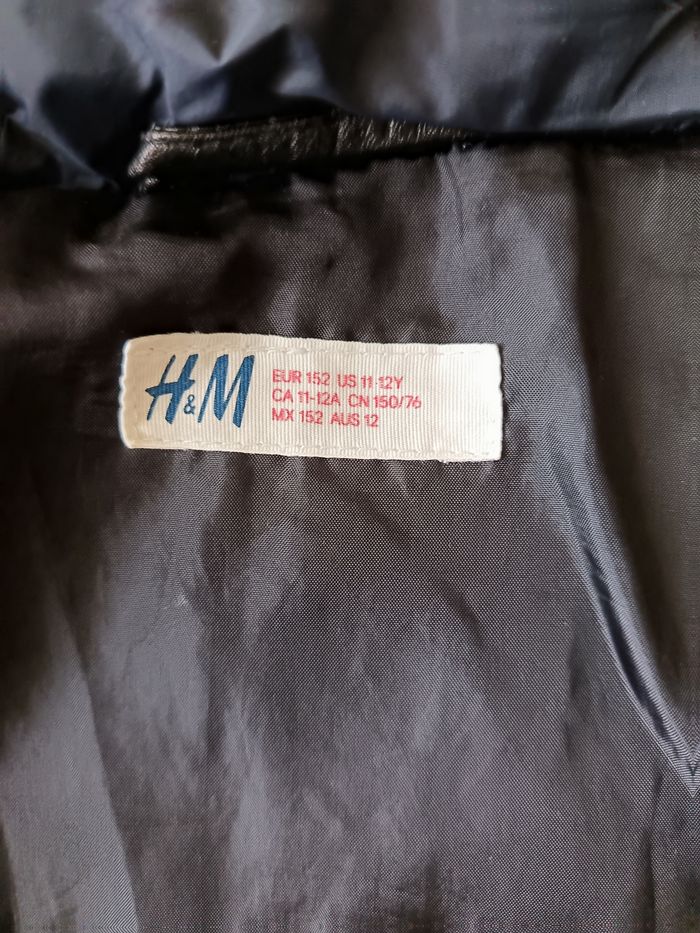 H&M
EUR 152 US 11-12Y
CA 11-12A CN 150/76
MX 152 AUS 12